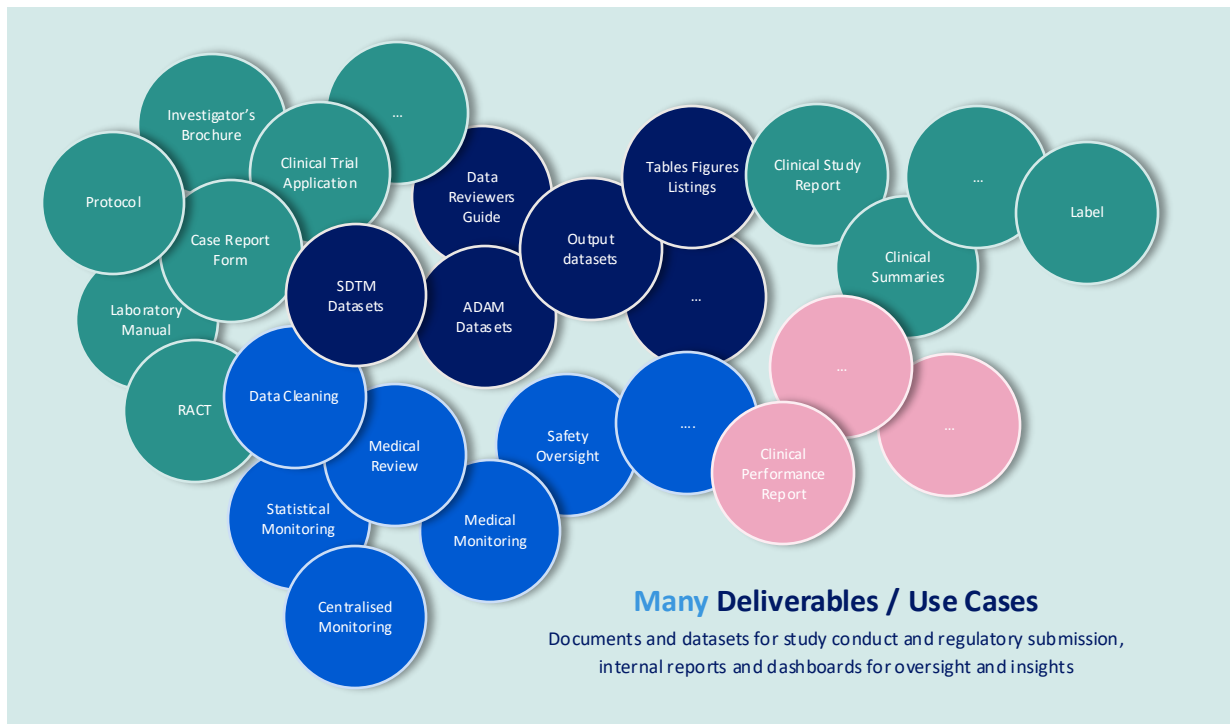 Investigator's
Brochure
...
Clinical Trial
Application
Protocol
Case Report
Form
Laboratory
Manual
RACT
SDTM
Datasets
Data
Reviewers
Guide
ADAM
Datasets
Output
datasets
Tables Figures
Listings
...
Clinical Study
Report
...
Label
Clinical
Summaries
Data Cleaning
Medical
Review
Statistical
Monitoring
Centralised
Monitoring
Medical
Monitoring
Safety
Oversight
....
...
...
Clinical
Performance
Report
Many Deliverables / Use Cases
Documents and datasets for study conduct and regulatory submission,
internal reports and dashboards for oversight and insights